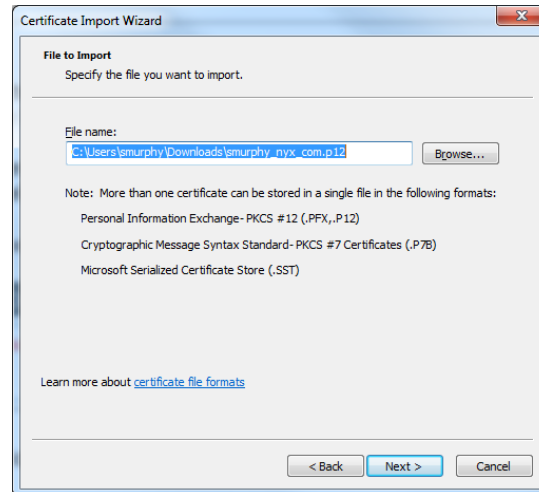 Certificate Import Wizard
File to Import
Specify the file you want to import.
File name:
C:\Users\smurphy\Downloads\smurphy_nyx_com.p12
Browse...
Note: More than one certificate can be stored in a single file in the following formats:
Personal Information Exchange- PKCS #12 (.PFX,.P12)
Cryptographic Message Syntax Standard- PKCS #7 Certificates (.P7B)
Microsoft Serialized Certificate Store (.SST)
Learn more about certificate file formats
< Back
Next >
Cancel